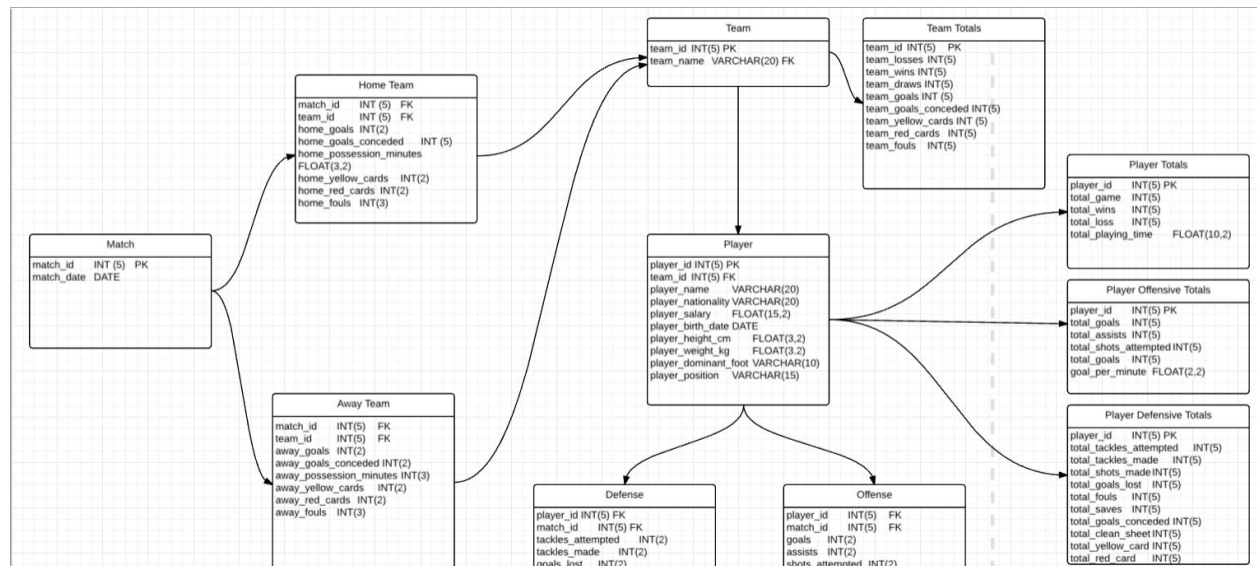 Team
team_id INT(5) PK
team_name VARCHAR(20) FK
Team Totals
team_id INT(5) PK
team_losses INT(5)
team_wins INT(5)
team_draws INT(5)
team_goals INT (5)
team_goals_conceded INT(5)
team_yellow_cards INT (5)
team_red_cards INT(5)
team_fouls INT(5)
Home Team
match_id INT (5) FK
team_id INT (5) FK
home_goals INT(2)
home_goals_conceded INT (5)
home_possession_minutes
FLOAT(3,2)
home_yellow_cards INT(2)
home_red_cards INT(2)
home_fouls INT(3)
Player Totals
player_id INT(5) PK
total_game INT(5)
total_wins INT(5)
total_loss INT(5)
total_playing_time FLOAT(10,2)
Match
match_id INT (5) PK
match_date DATE
Player
player_id INT(5) PK
team_id INT(5) FK
player_name VARCHAR(20)
player_nationality VARCHAR(20)
player_salary FLOAT(15,2)
player_birth_date DATE
player_height_cm FLOAT(3,2)
player_weight_kg FLOAT(3.2)
player_dominant_foot VARCHAR(10)
player_position VARCHAR(15)
Player Offensive Totals
player_id INT(5) PK
total_goals INT(5)
total_assists INT(5)
total_shots_attempted INT(5)
total_goals INT(5)
goal_per_minute FLOAT(2,2)
Away Team
match_id INT(5) FK
team_id INT(5) FK
away_goals INT(2)
away_goals_conceded INT(2)
away_possession_minutes INT(3)
away_yellow_cards INT(2)
away_red_cards INT(2)
away_fouls INT(3)
Player Defensive Totals
player_id INT(5) PK
total_tackles_attempted INT(5)
total_tackles_made INT(5)
total_shots_made INT(5)
total_goals_lost INT(5)
total_fouls INT(5)
total_saves INT(5)
total_goals_conceded INT(5)
total_clean_sheet INT(5)
total_yellow_card INT(5)
total_red_card INT(5)
Defense
player_id INT(5) FK
match_id INT(5) FK
tackles_attempted INT(2)
tackles_made INT(2)
goals_lost INT(2)
Offense
player_id INT(5) FK
match_id INT(5) FK
goals INT(2)
assists INT(2)
shots_attempted INT(2)